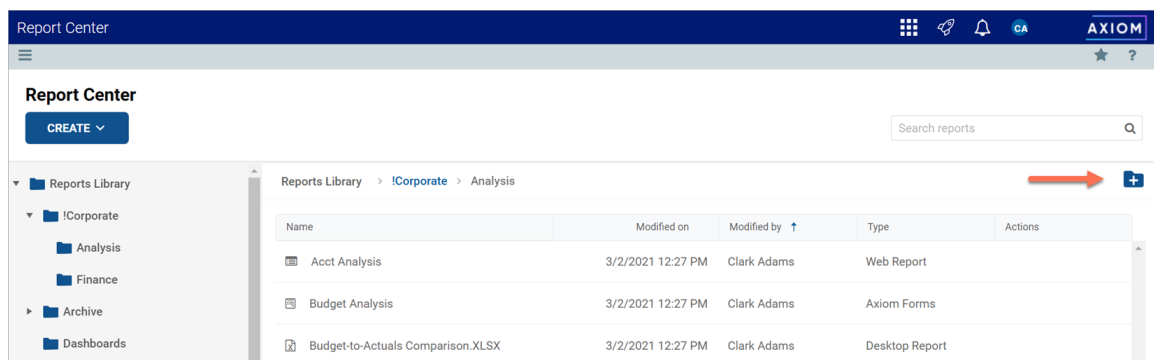 Report Center
CA
AXIOM
?
Report Center
CREATE
Search reports
Reports Library
Reports Library > !Corporate > Analysis
!Corporate
Name Modified on Modified by ↑ Type Actions
Analysis
Acct Analysis 3/2/2021 12:27 PM Clark Adams Web Report
Finance
Budget Analysis 3/2/2021 12:27 PM Clark Adams Axiom Forms
Archive
Dashboards
Budget-to-Actuals Comparison.XLSX 3/2/2021 12:27 PM Clark Adams Desktop Report